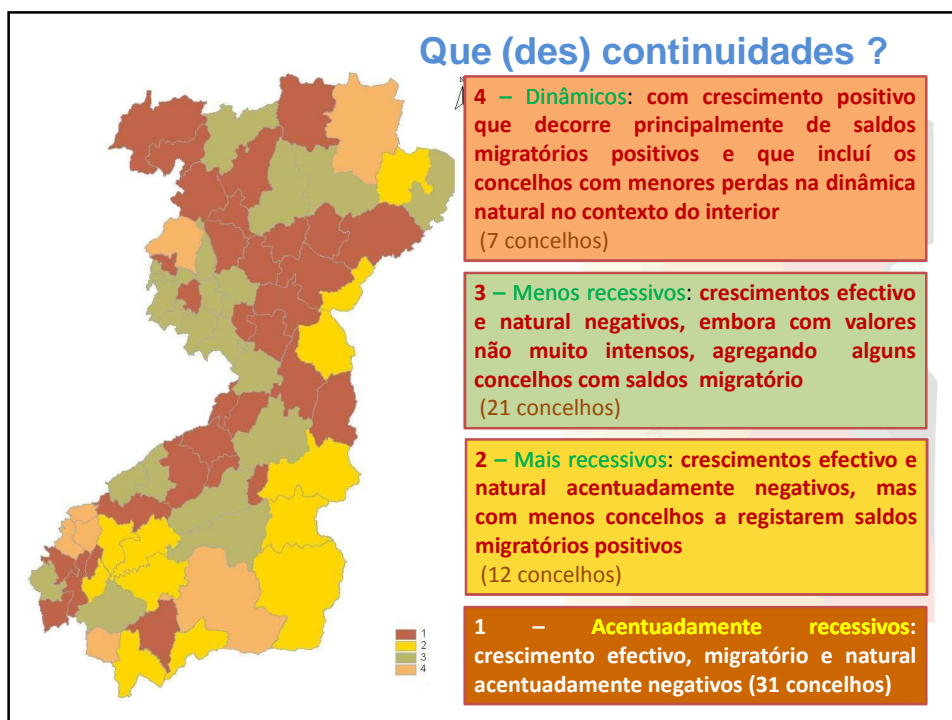 Que (des) continuidades ?
4 – Dinâmicos: com crescimento positivo
que decorre principalmente de saldos
migratórios positivos e que incluí os
concelhos com menores perdas na dinâmica
natural no contexto do interior
(7 concelhos)
3 – Menos recessivos: crescimentos efectivo
e natural negativos, embora com valores
não muito intensos, agregando alguns
concelhos com saldos migratório
(21 concelhos)
2 – Mais recessivos: crescimentos efectivo e
natural acentuadamente negativos, mas
com menos concelhos a registarem saldos
migratórios positivos
(12 concelhos)
1 – Acentuadamente recessivos:
crescimento efectivo, migratório e natural
acentuadamente negativos (31 concelhos)
1
2
3
4